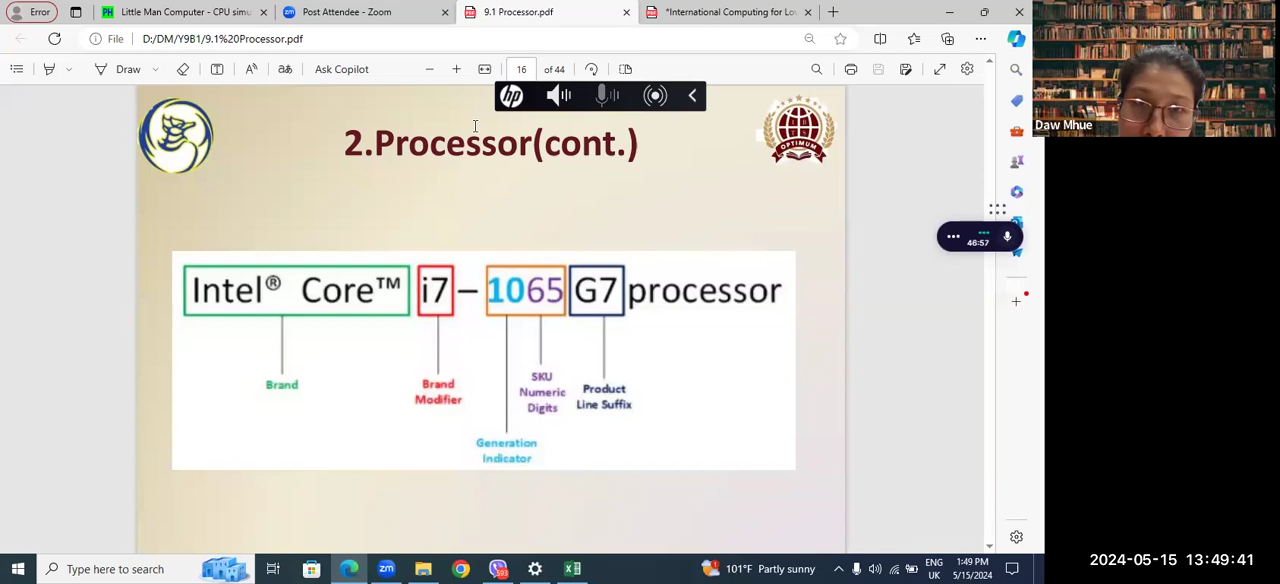 Error
Little Man Computer - CPU simu
Post Attendee - Zoom
9.1 Processor.pdf
*International Computing for Lo
File
D:/DM/Y9B1/9.1%20Processor.pdf
Draw
Ask Copilot
16
of 44
hp
2.Processor(cont.)
OPTIMUM
Daw Mhue
46:57
Intel® Core™ i7 – 1065 G7 processor
Brand
Brand
Modifier
SKU
Numeric
Digits
Product
Line Suffix
Generation
Indicator
Type here to search
101°F Partly sunny
ENG
UK
1:49 PM
5/15/2024
2024-05-15 13:49:41